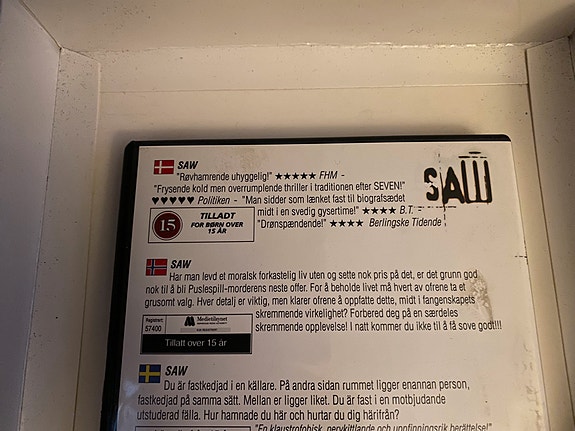 SAW
SAW
"Røvhamrende uhyggelig!" ★★★★★ FHM -
"Frysende kold men overrumplende thriller i traditionen efter SEVEN!"
♥♥♥♥♥ Politiken - "Man sidder som lænket fast til biografsædet
midt i en svedig gysertime!" ★★★★ B.T. -
"Drønspændende!" ★★★★ Berlingske Tidende
15
TILLADT
FOR BØRN OVER
15 ÅR
SAW
Har man levd et moralsk forkastelig liv uten og sette nok pris på det, er det grunn god
nok til å bli Puslespill-morderens neste offer. For å beholde livet må hvert av ofrene ta et
grusomt valg. Hver detalj er viktig, men klarer ofrene å oppfatte dette, midt i fangenskapets
skremmende virkelighet? Forbered deg på en særdeles
skremmende opplevelse! I natt kommer du ikke til å få sove godt!!!
Registrert:
57400
Medietilsynet
Tillatt over 15 år
SAW
Du är fastkedjad i en källare. På andra sidan rummet ligger enannan person,
fastkedjad på samma sätt. Mellan er ligger liket. Du är fast i en motbjudande
utstuderad fälla. Hur hamnade du här och hurtar du dig härifrån?
"En klaustrofobisk, nervkittlande och uppfinningsrik berättelse"